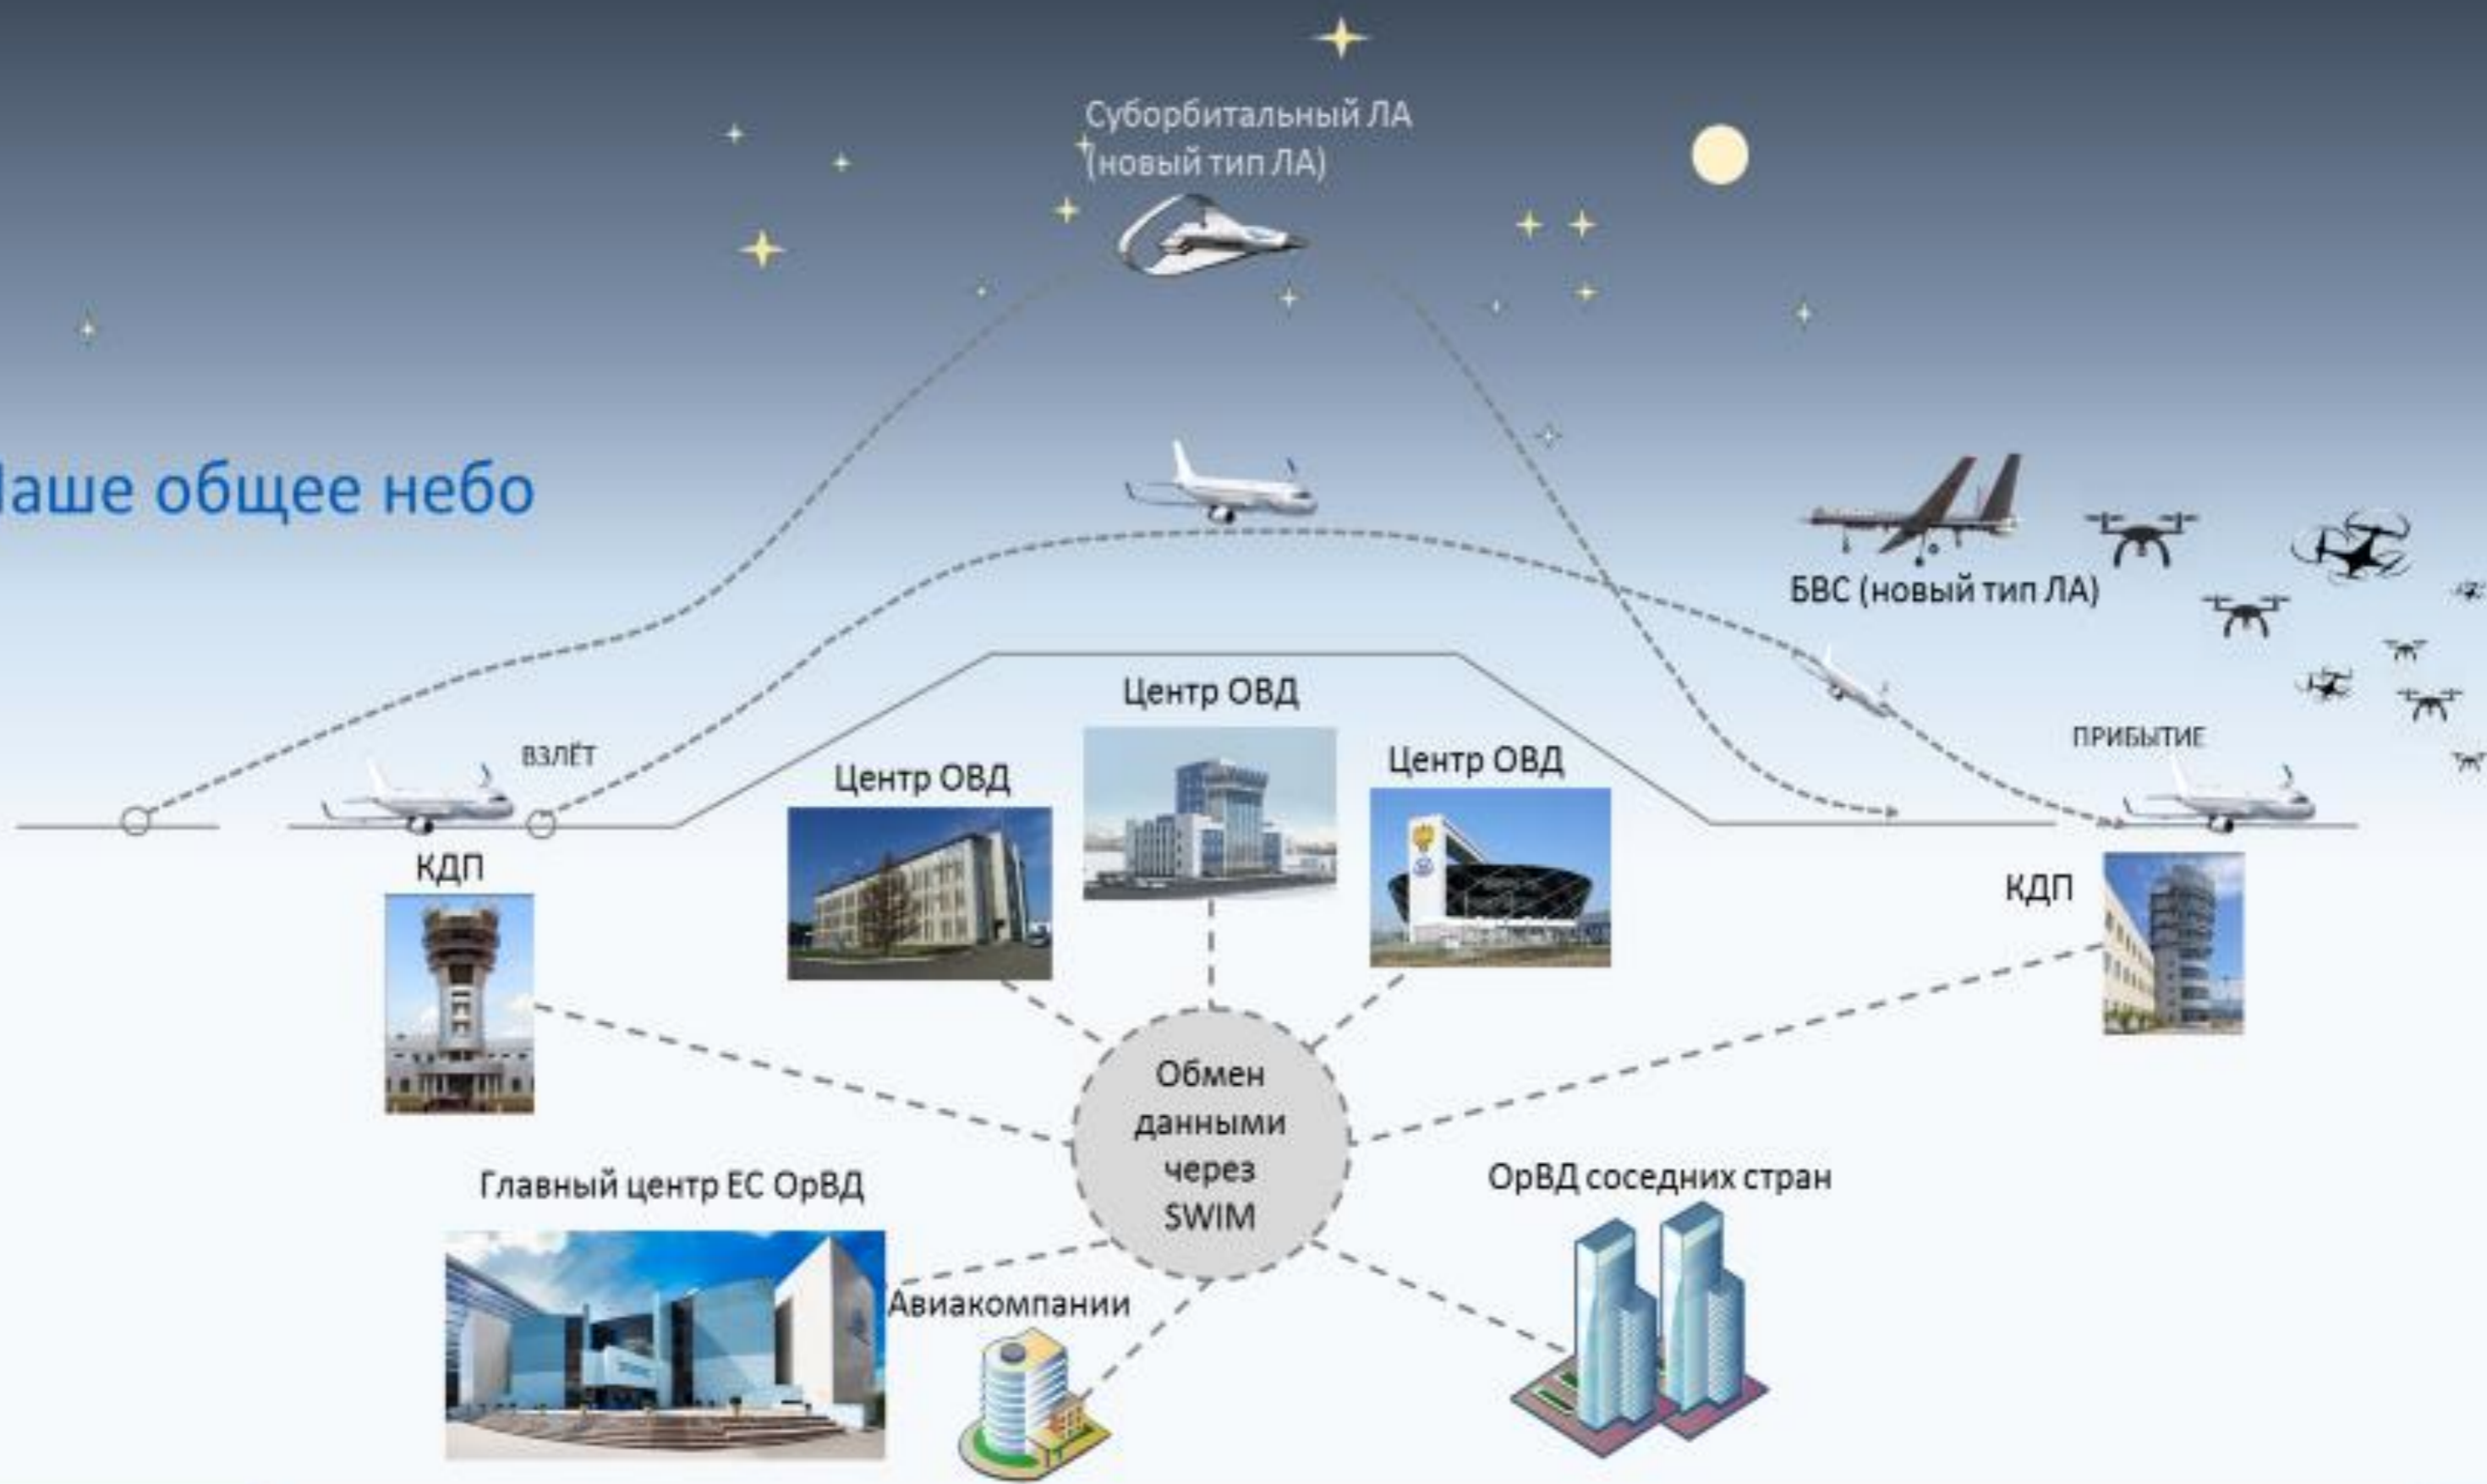 Суборбитальный ЛА
(новый тип ЛА)
Наше общее небо
БВС (новый тип ЛА)
Центр ОВД
ВЗЛЁТ
ПРИБЫТИЕ
Центр ОВД
Центр ОВД
КДП
КДП
Обмен
данными
через
SWIM
Главный центр ЕС ОрВД
ОрВД соседних стран
Авиакомпании